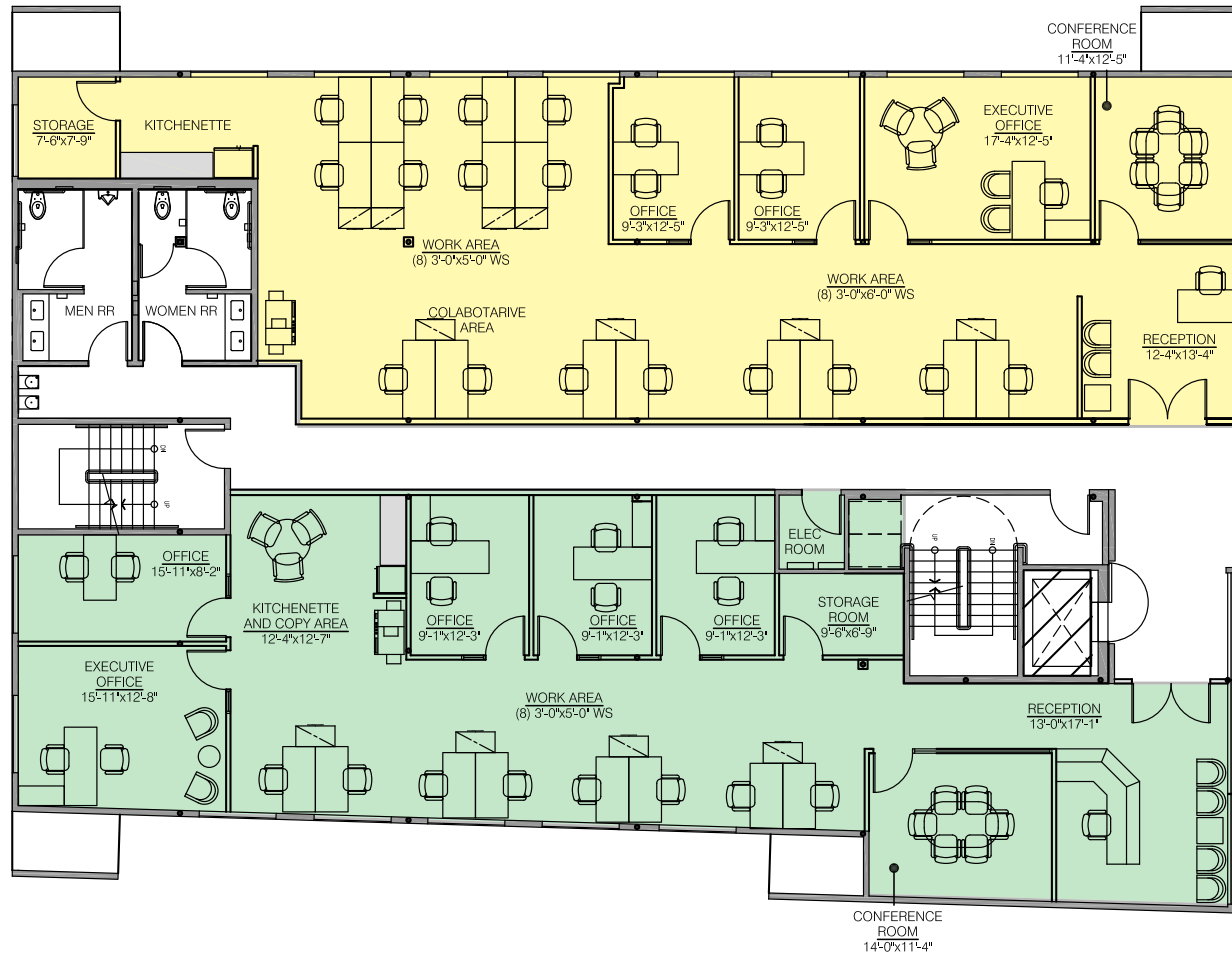 CONFERENCE
ROOM
11'-4"x12'-5"
STORAGE
7'-6"x7'-9"
KITCHENETTE
EXECUTIVE
OFFICE
17'-4"x12'-5"
OFFICE
9'-3"x12'-5"
OFFICE
9'-3"x12'-5"
WORK AREA
(8) 3'-0"x5'-0" WS
WORK AREA
(8) 3'-0"x6'-0" WS
MEN RR
WOMEN RR
COLABOTARIVE
AREA
RECEPTION
12'-4"x13'-4"
DN
UP
ELEC
ROOM
UP
DN
OFFICE
15'-11"x8'-2"
KITCHENETTE
AND COPY AREA
12'-4"x12'-7"
OFFICE
9'-1"x12'-3"
OFFICE
9'-1"x12'-3"
OFFICE
9'-1"x12'-3"
STORAGE
ROOM
9'-6"x6'-9"
EXECUTIVE
OFFICE
15'-11"x12'-8"
WORK AREA
(8) 3'-0"x5'-0" WS
RECEPTION
13'-0"x17'-1"
CONFERENCE
ROOM
14'-0"x11'-4"